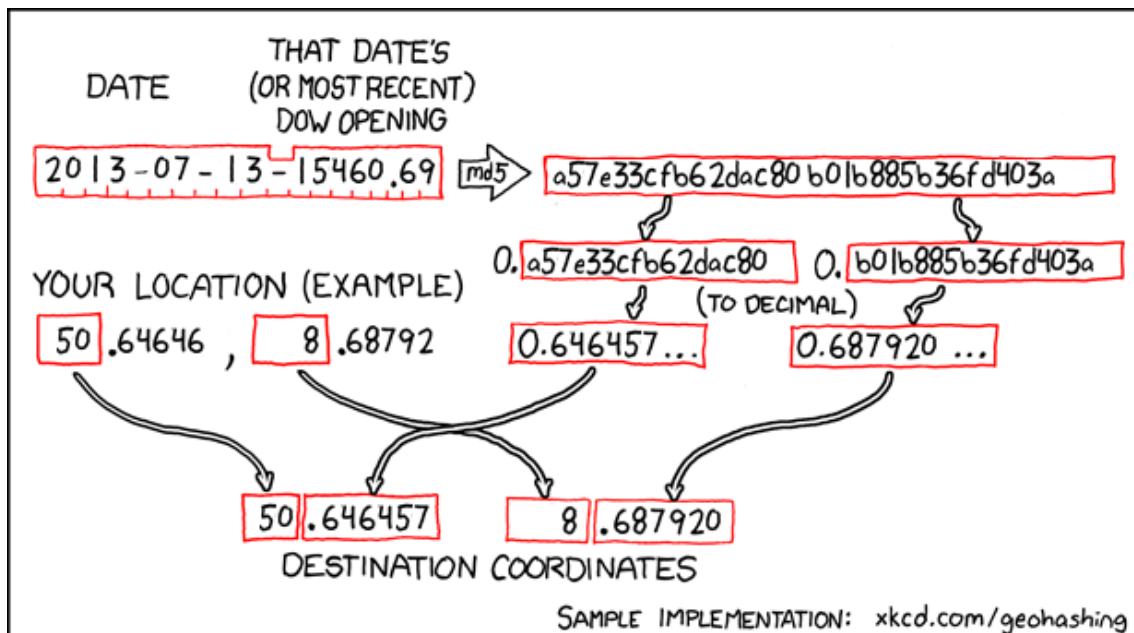 DATE
THAT DATE'S
(OR MOST RECENT)
DOW OPENING
2013-07-13-15460.69
md5
a57e33cfb62dac80b01b885b36fd403a
0.a57e33cfb62dac80
0.b01b885b36fd403a
YOUR LOCATION (EXAMPLE)
(TO DECIMAL)
50.64646, 8.68792
0.646457...
0.687920...
50.646457
8.687920
DESTINATION COORDINATES
SAMPLE IMPLEMENTATION: xkcd.com/geohashing